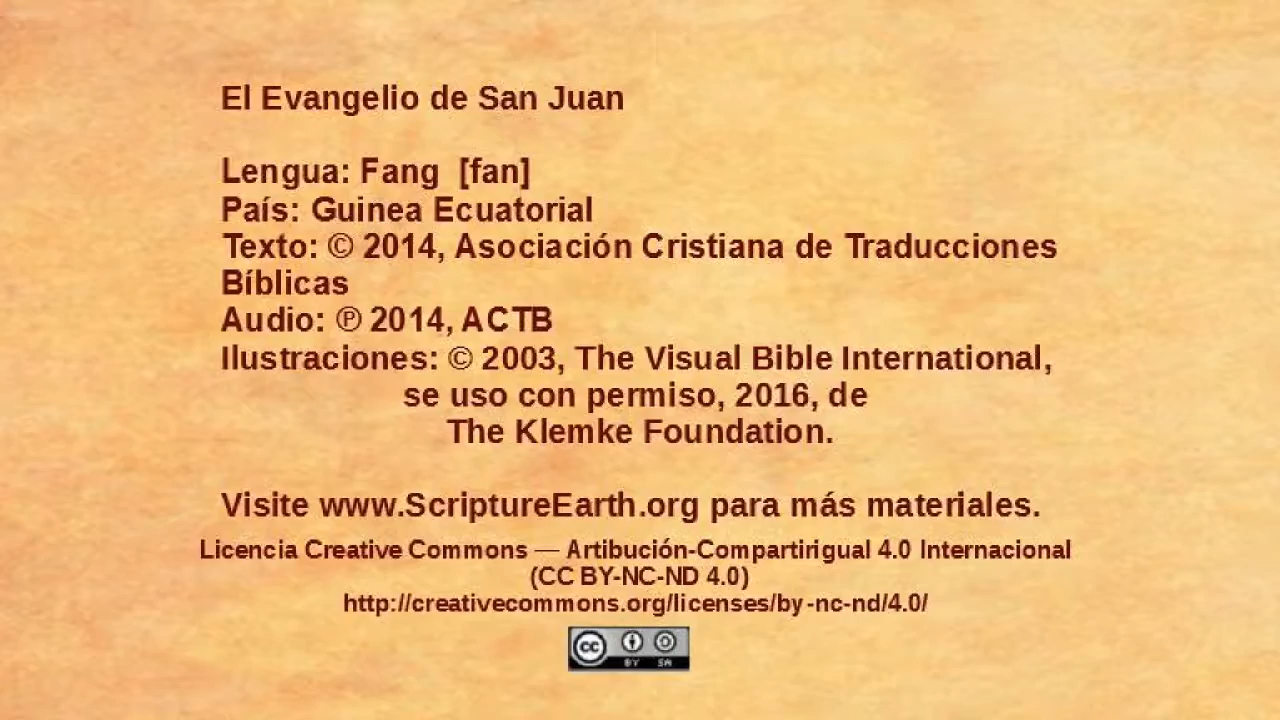 El Evangelio de San Juan
Lengua: Fang [fan]
País: Guinea Ecuatorial
Texto: © 2014, Asociación Cristiana de Traducciones
Bíblicas
Audio: ℗ 2014, ACTB
Ilustraciones: © 2003, The Visual Bible International,
se uso con permiso, 2016, de
The Klemke Foundation.
Visite www.ScriptureEarth.org para más materiales.
Licencia Creative Commons — Artibución-Compartirigual 4.0 Internacional
(CC BY-NC-ND 4.0)
http://creativecommons.org/licenses/by-nc-nd/4.0/
cc BY SA